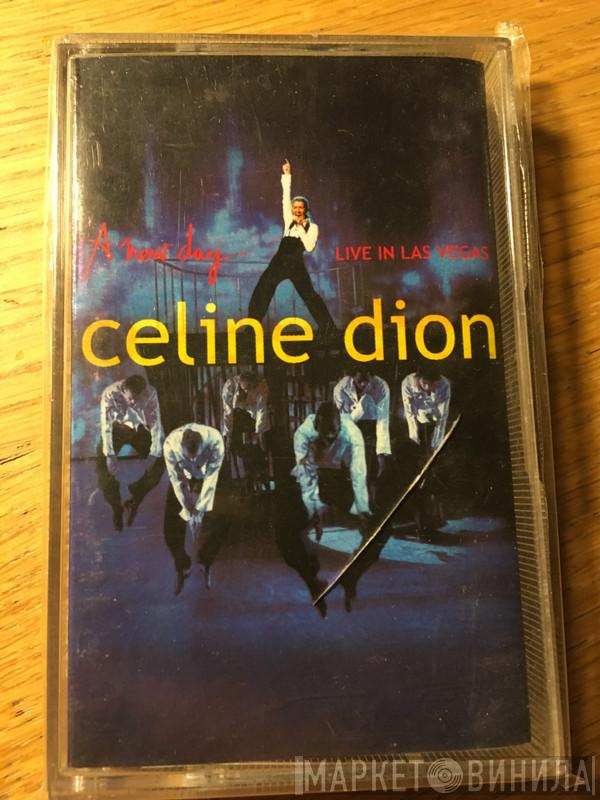 A new day...
LIVE IN LAS VEGAS
celine dion
МАРКЕТ ВИНИЛА